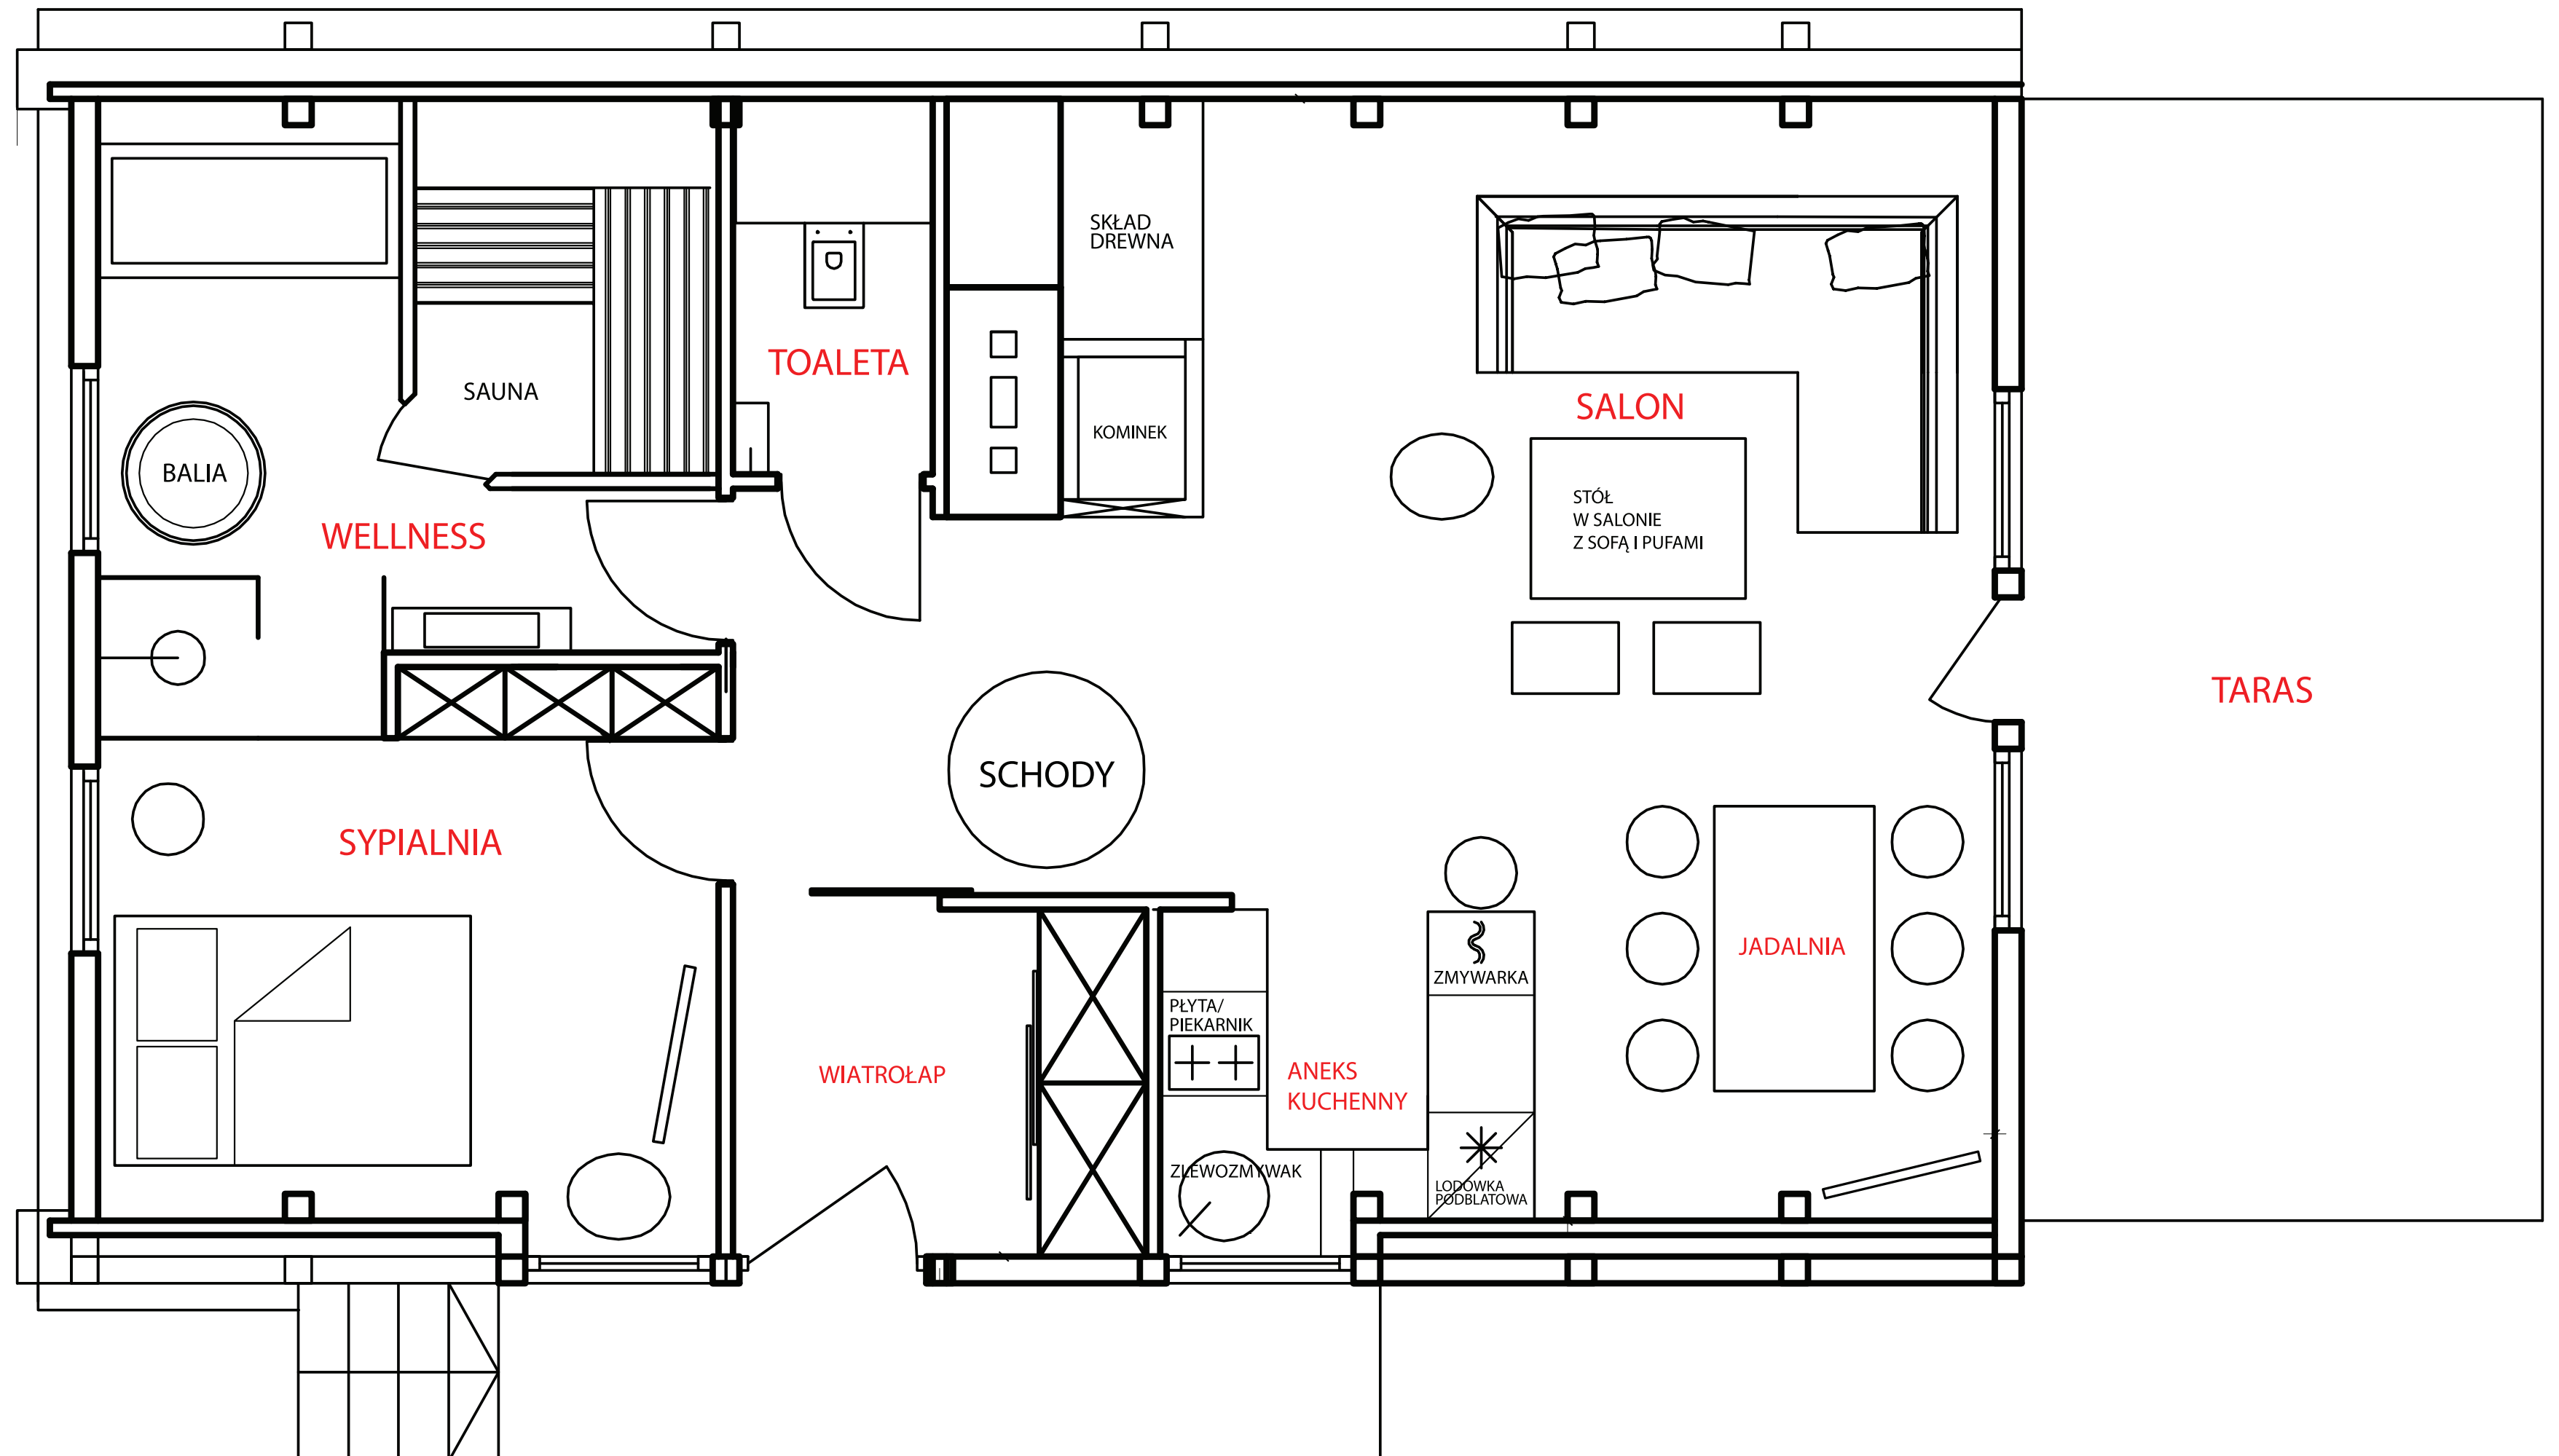 SKŁAD
DREWNA
TOALETA
SAUNA
SALON
KOMINEK
BALIA
STÓŁ
W SALONIE
Z SOFĄ I PUFAMI
WELLNESS
TARAS
SCHODY
SYPIALNIA
JADALNIA
ZMYWARKA
PŁYTA/
PIEKARNIK
WIATROŁAP
ANEKS
KUCHENNY
ZLEWOZMYWAK
LODÓWKA
PODBLATOWA